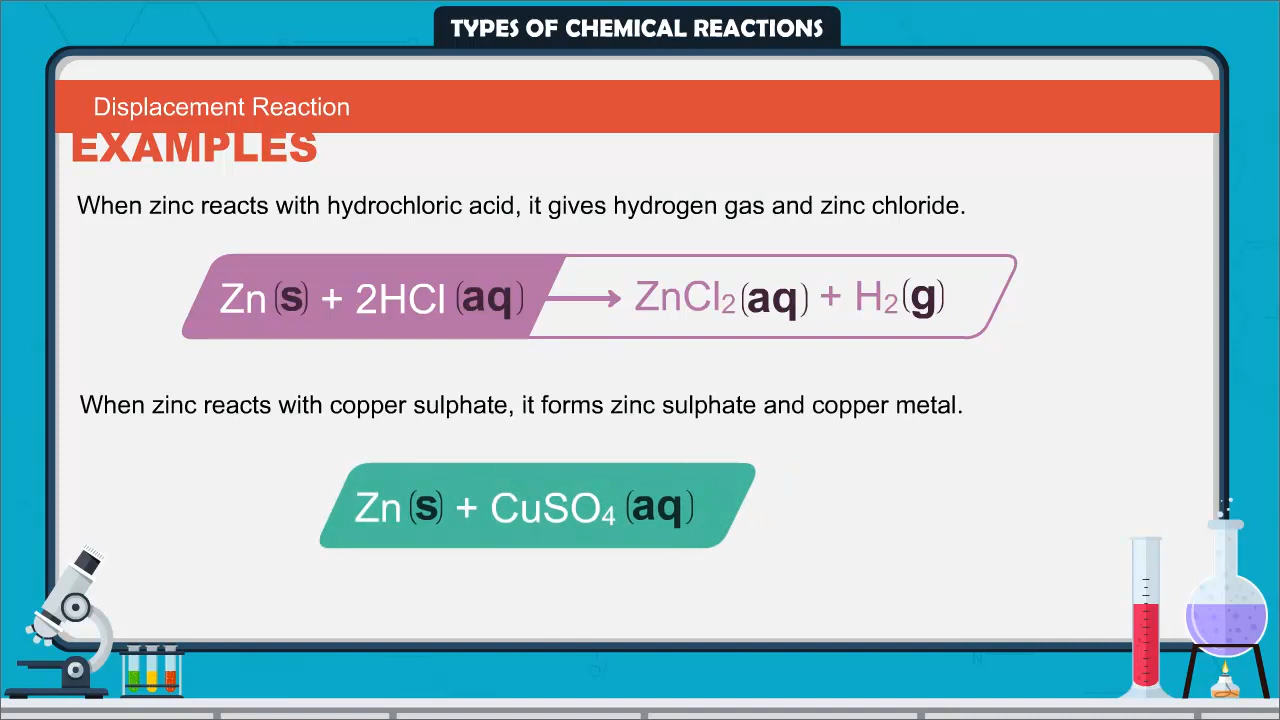 TYPES OF CHEMICAL REACTIONS
Displacement Reaction
EXAMPLES
When zinc reacts with hydrochloric acid, it gives hydrogen gas and zinc chloride.
Zn (s) + 2HCl (aq) → ZnCl₂ (aq) + H₂ (g)
When zinc reacts with copper sulphate, it forms zinc sulphate and copper metal.
Zn (s) + CuSO₄ (aq)